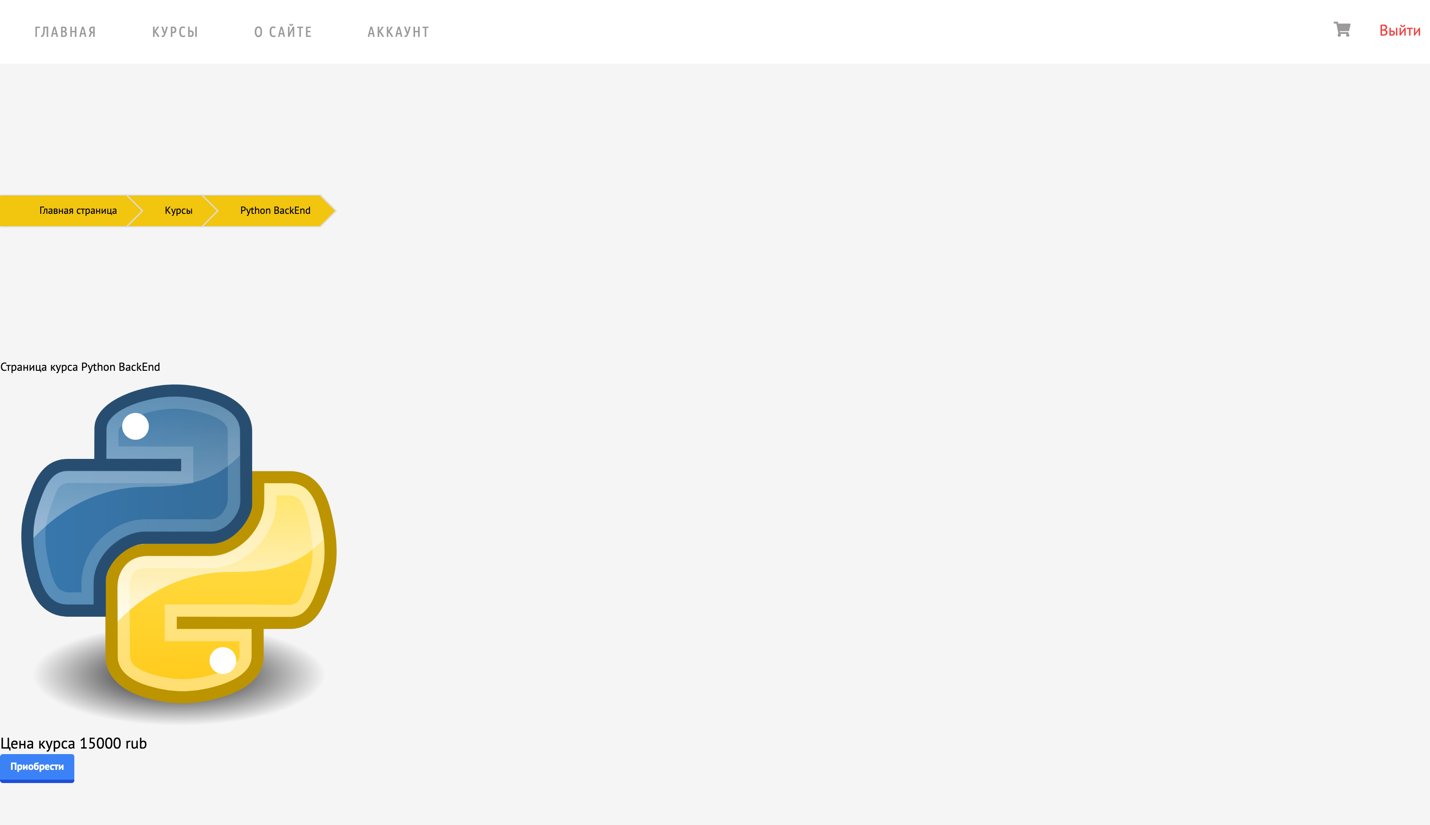 ГЛАВНАЯ КУРСЫ О САЙТЕ АККАУНТ Выйти
Главная страница Курсы Python BackEnd
Страница курса Python BackEnd
Цена курса 15000 rub
Приобрести